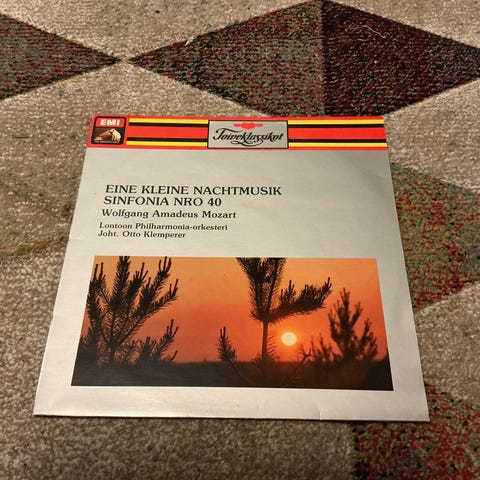 EMI
Toiveklassikot
EINE KLEINE NACHTMUSIK
SINFONIA NRO 40
Wolfgang Amadeus Mozart
Lontoon Philharmonia-orkesteri
Joht. Otto Klemperer